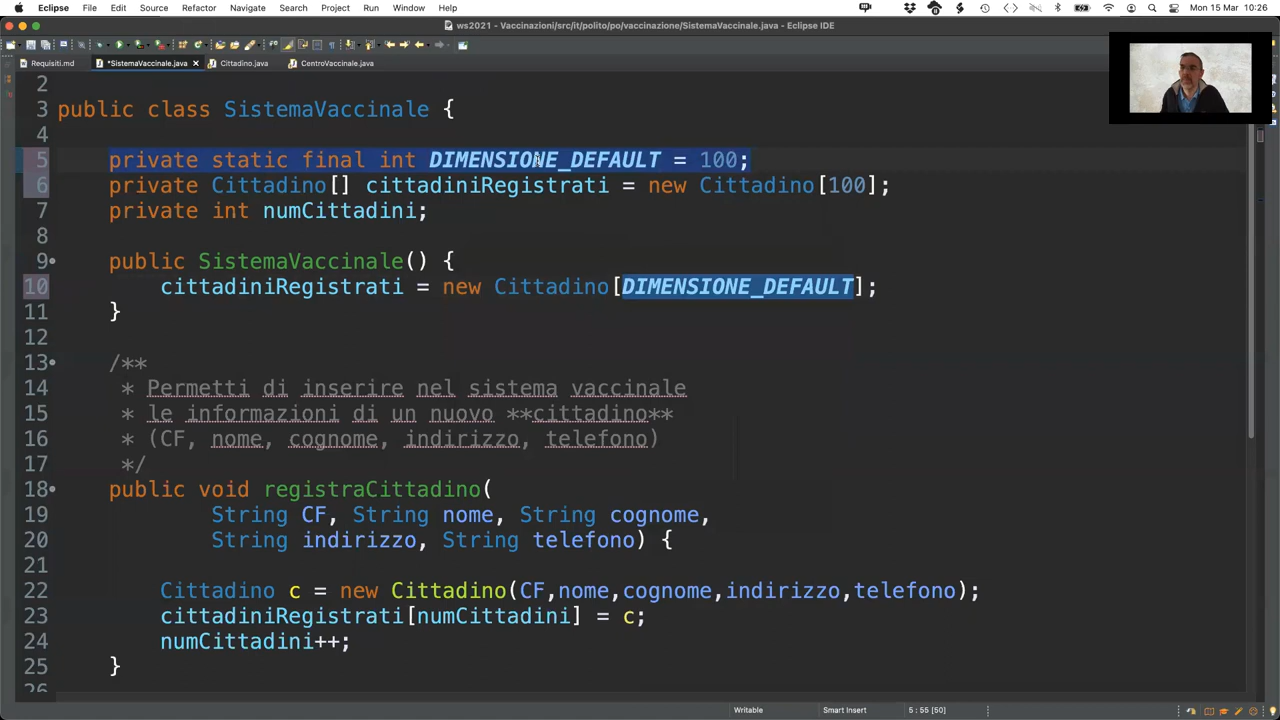 Eclipse File Edit Source Refactor Navigate Search Project Run Window Help Mon 15 Mar 10:26
ws2021 - Vaccinazioni/src/it/polito/po/vaccinazione/SistemaVaccinale.java - Eclipse IDE
Requisiti.md *SistemaVaccinale.java Cittadino.java CentroVaccinale.java
2
3 public class SistemaVaccinale {
4
5 private static final int DIMENSIONE_DEFAULT = 100;
6 private Cittadino[] cittadiniRegistrati = new Cittadino[100];
7 private int numCittadini;
8
9 public SistemaVaccinale() {
10 cittadiniRegistrati = new Cittadino[DIMENSIONE_DEFAULT];
11 }
12
13 /**
14 * Permetti di inserire nel sistema vaccinale
15 * le informazioni di un nuovo **cittadino**
16 * (CF, nome, cognome, indirizzo, telefono)
17 */
18 public void registraCittadino(
19 String CF, String nome, String cognome,
20 String indirizzo, String telefono) {
21
22 Cittadino c = new Cittadino(CF,nome,cognome,indirizzo,telefono);
23 cittadiniRegistrati[numCittadini] = c;
24 numCittadini++;
25 }
26
Writable Smart Insert 5 : 55 [50]